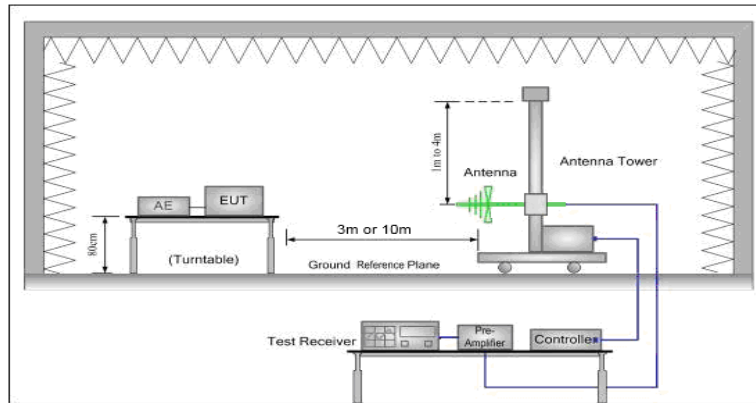 1m to 4m
Antenna
Antenna Tower
AE
EUT
80cm
3m or 10m
(Turntable)
Ground Reference Plane
Test Receiver
Pre-
Amplifier
Controller